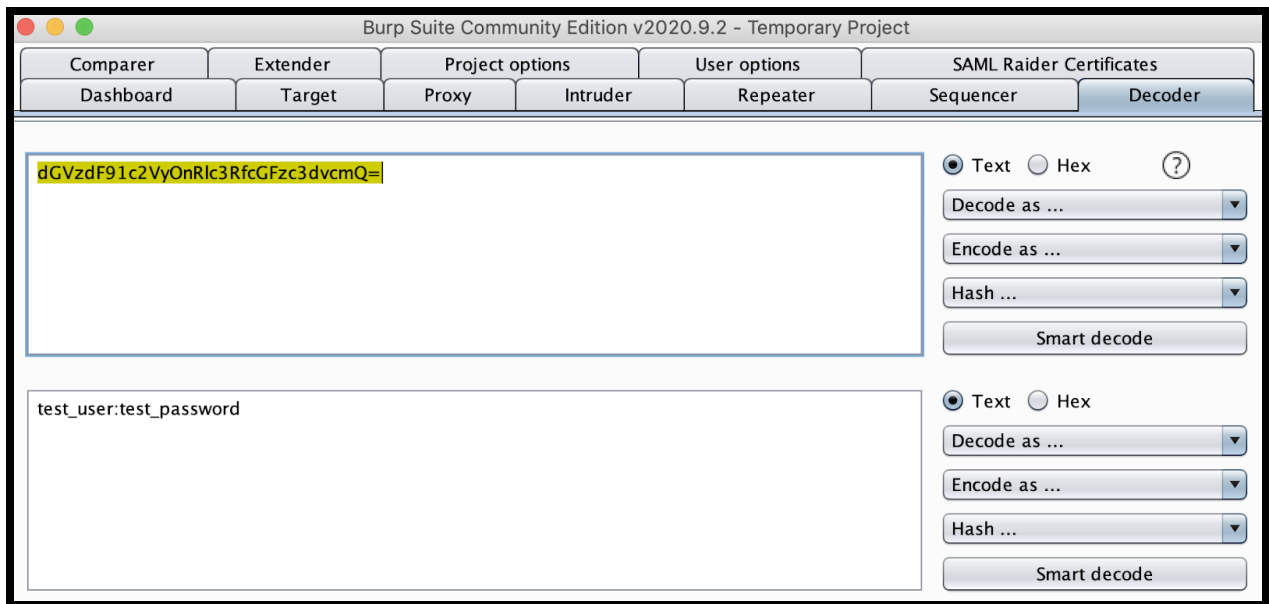 Burp Suite Community Edition v2020.9.2 - Temporary Project
Comparer Extender Project options User options SAML Raider Certificates
Dashboard Target Proxy Intruder Repeater Sequencer Decoder
dGVzdF91c2VyOnRlc3RfcGFzc3dvcmQ=
Text Hex ?
Decode as ...
Encode as ...
Hash ...
Smart decode
test_user:test_password
Text Hex
Decode as ...
Encode as ...
Hash ...
Smart decode